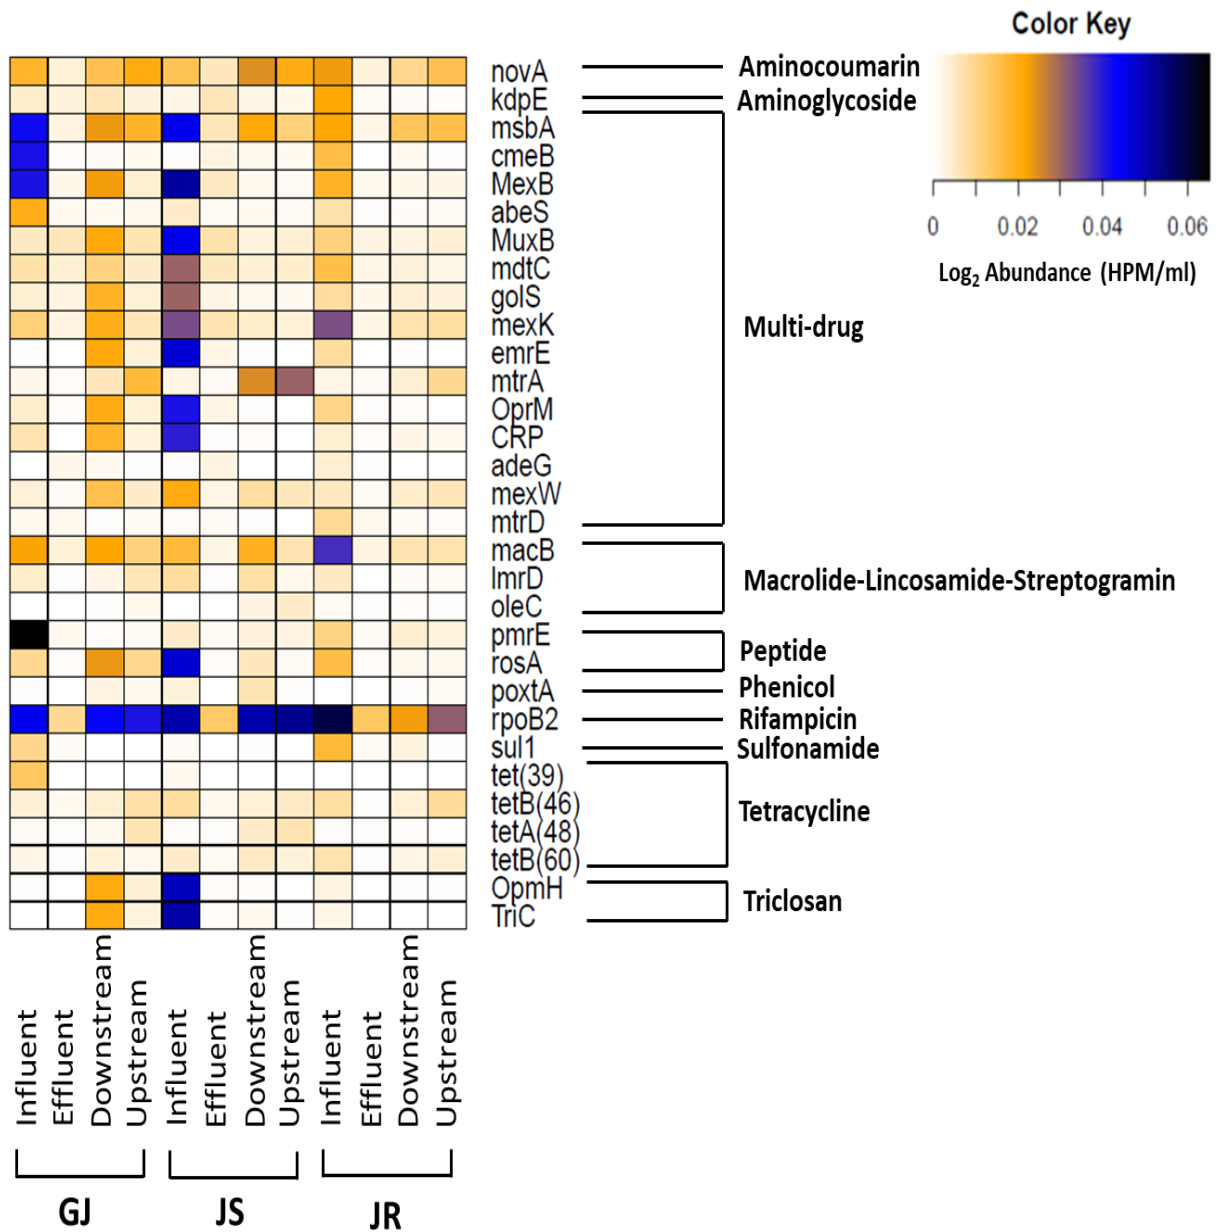 Color Key
0 0.02 0.04 0.06
Log2 Abundance (HPM/ml)
novA
kdpE
msbA
cmeB
MexB
abeS
MuxB
mdtC
golS
mexK
emrE
mtrA
OprM
CRP
adeG
mexW
mtrD
macB
lmrD
oleC
pmrE
rosA
poxtA
rpoB2
sul1
tet(39)
tetB(46)
tetA(48)
tetB(60)
OpmH
TriC
Aminocoumarin
Aminoglycoside
Multi-drug
Macrolide-Lincosamide-Streptogramin
Peptide
Phenicol
Rifampicin
Sulfonamide
Tetracycline
Triclosan
Influent
Effluent
Downstream
Upstream
Influent
Effluent
Downstream
Upstream
Influent
Effluent
Downstream
Upstream
GJ
JS
JR